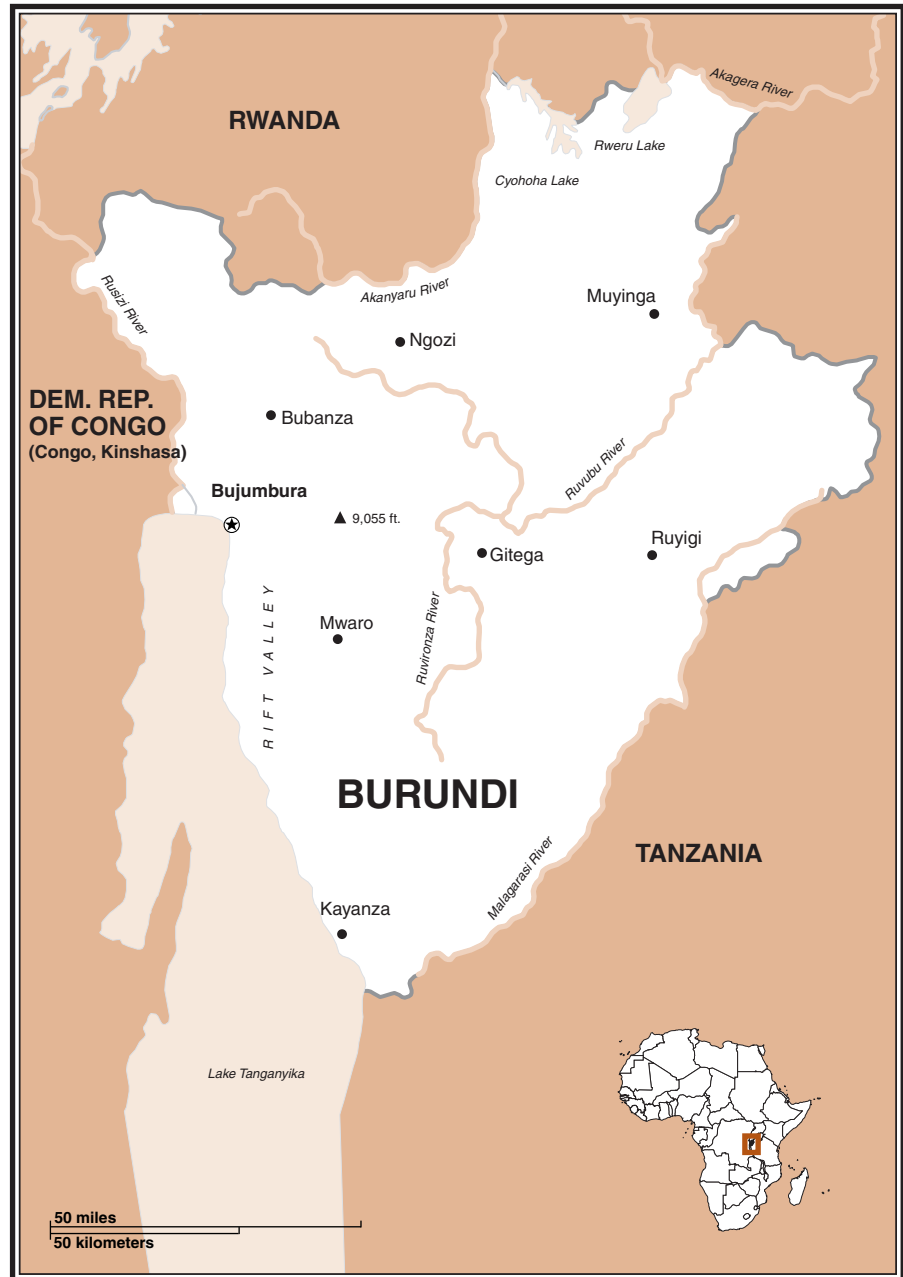 Akagera River
RWANDA
Rweru Lake
Cyohoha Lake
Rusizi River
Akanyaru River
Muyinga
Ngozi
DEM. REP.
OF CONGO
(Congo, Kinshasa)
Bubanza
Ruvubu River
Bujumbura
9,055 ft.
Gitega
Ruyigi
RIFT VALLEY
Mwaro
Ruvironza River
BURUNDI
TANZANIA
Malagarasi River
Kayanza
Lake Tanganyika
50 miles
50 kilometers